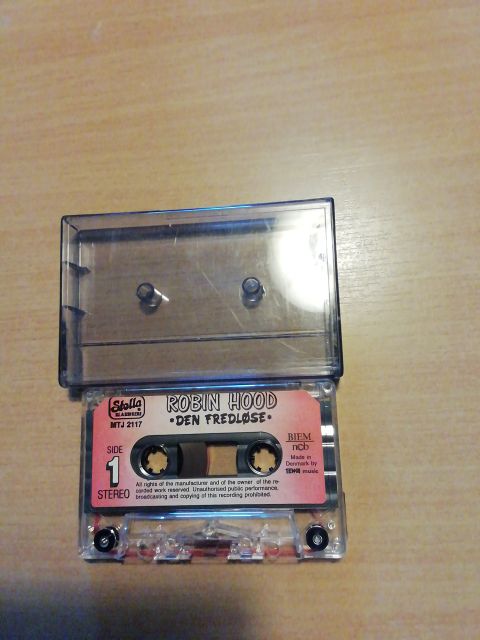 Stella
MTJ 2117
ROBIN HOOD
•DEN FREDLØSE•
SIDE
1
STEREO
BIEM
ncb
Made in
Denmark by
music
All rights of the manufacturer and of the owner of the re-
corded work reserved. Unauthorised public performance,
broadcasting and copying of this recording prohibited.